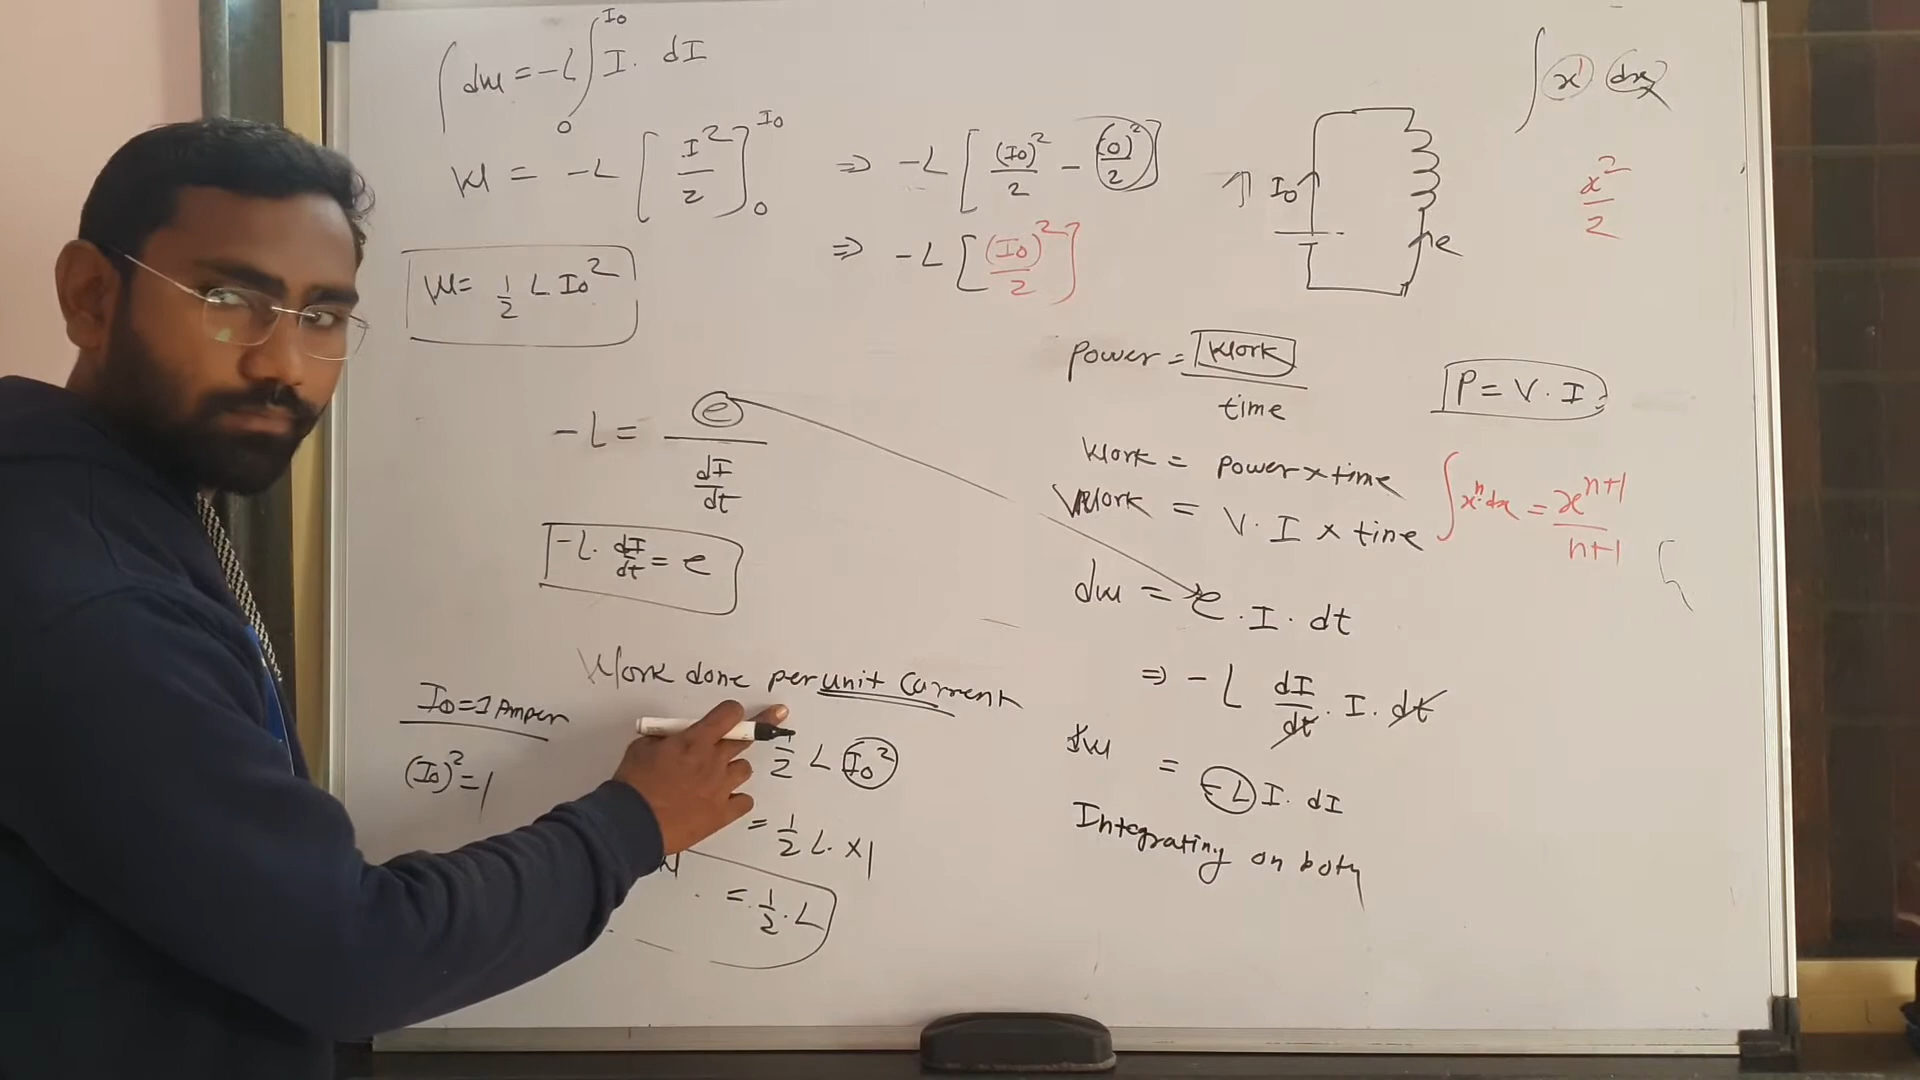 ∫ dw = -L ∫₀^I₀ I. dI
W = -L [I²/2]₀^I₀
⇒ -L [(I₀)²/2 - (0)²/2]
⇒ -L [(I₀)²/2]
W = 1/2 L I₀²
I₀
e
∫ x¹ dx
x²/2
-L = e / (dI/dt)
-L. dI/dt = e
Power = Work / time
P = V. I
Work = Power x time
Work = V. I x time
∫ xⁿ. dx = xⁿ⁺¹ / n+1
dw = e. I. dt
⇒ -L dI/dt. I. dt
dw = -L I. dI
Integrating on both
Work done per unit Current
I₀ = 1 Amper
(I₀)² = 1
1/2 L I₀²
= 1/2 L. x 1
= 1/2. L